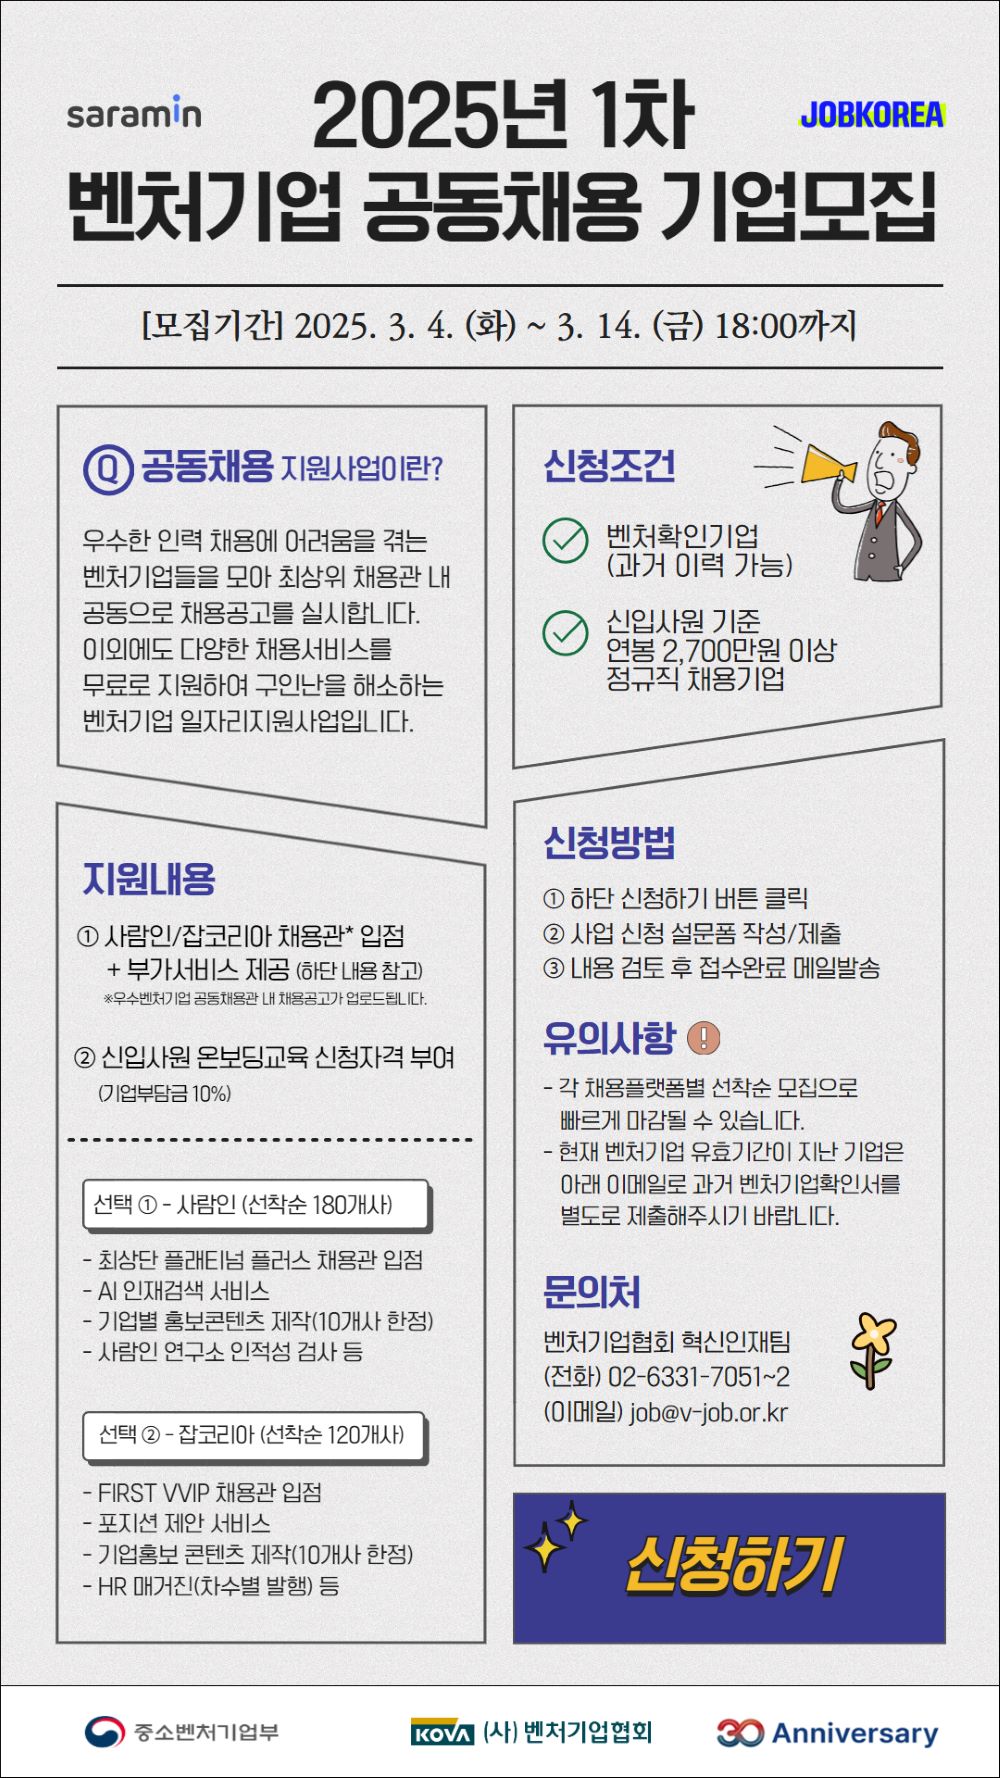 saramin
2025년 1차
JOBKOREA
벤처기업 공동채용 기업모집
[모집기간] 2025. 3. 4. (화) ~ 3. 14. (금) 18:00까지
Q 공동채용 지원사업이란?
우수한 인력 채용에 어려움을 겪는
벤처기업들을 모아 최상위 채용관 내
공동으로 채용공고를 실시합니다.
이외에도 다양한 채용서비스를
무료로 지원하여 구인난을 해소하는
벤처기업 일자리지원사업입니다.
신청조건
벤처확인기업
(과거 이력 가능)
신입사원 기준
연봉 2,700만원 이상
정규직 채용기업
지원내용
① 사람인/잡코리아 채용관* 입점
+ 부가서비스 제공 (하단 내용 참고)
※우수벤처기업 공동채용관 내 채용공고가 업로드됩니다.
② 신입사원 온보딩교육 신청자격 부여
(기업부담금 10%)
선택 ① - 사람인 (선착순 180개사)
- 최상단 플래티넘 플러스 채용관 입점
- AI 인재검색 서비스
- 기업별 홍보콘텐츠 제작(10개사 한정)
- 사람인 연구소 인적성 검사 등
선택 ② - 잡코리아 (선착순 120개사)
- FIRST VVIP 채용관 입점
- 포지션 제안 서비스
- 기업홍보 콘텐츠 제작(10개사 한정)
- HR 매거진(차수별 발행) 등
신청방법
① 하단 신청하기 버튼 클릭
② 사업 신청 설문폼 작성/제출
③ 내용 검토 후 접수완료 메일발송
유의사항 !
- 각 채용플랫폼별 선착순 모집으로
빠르게 마감될 수 있습니다.
- 현재 벤처기업 유효기간이 지난 기업은
아래 이메일로 과거 벤처기업확인서를
별도로 제출해주시기 바랍니다.
문의처
벤처기업협회 혁신인재팀
(전화) 02-6331-7051~2
(이메일) job@v-job.or.kr
신청하기
중소벤처기업부
KOVA (사) 벤처기업협회
30 Anniversary